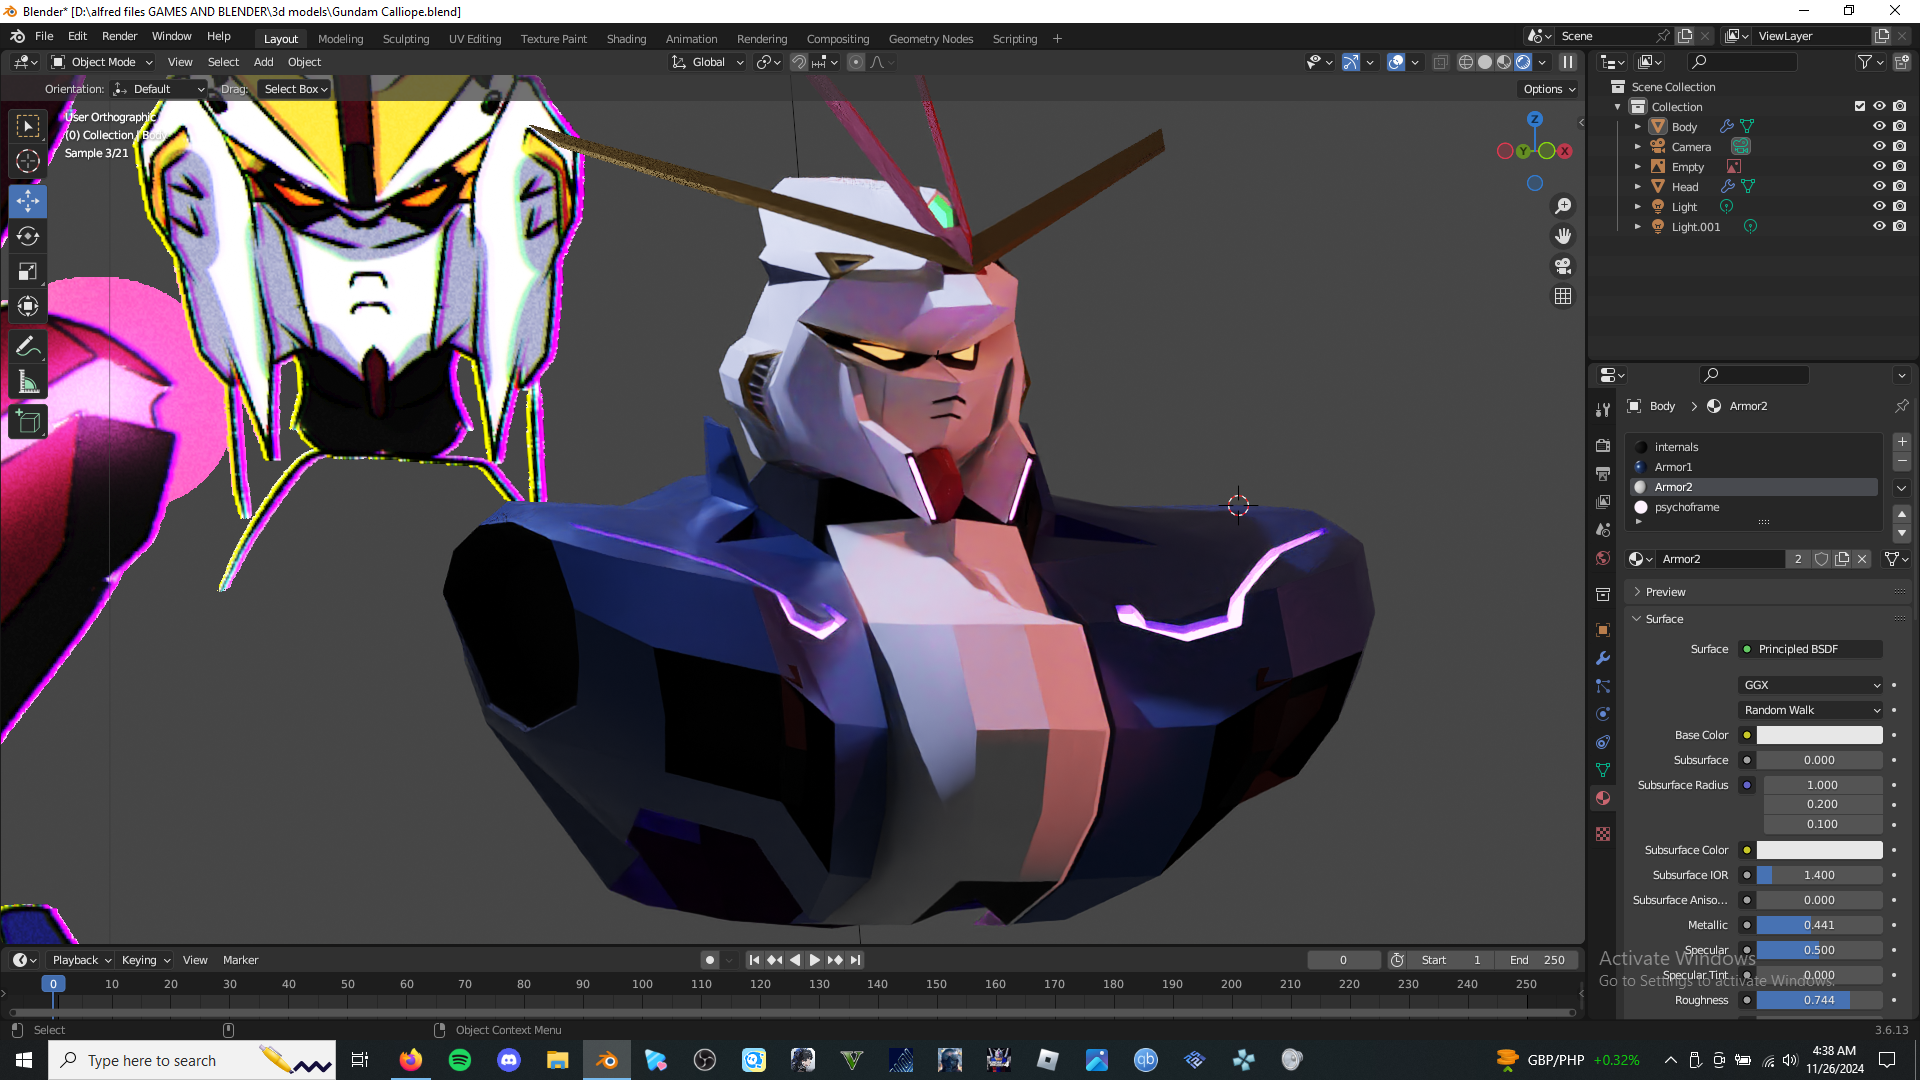 Blender* [D:\alfred files GAMES AND BLENDER\3d models\Gundam Calliope.blend]
File Edit Render Window Help Layout Modeling Sculpting UV Editing Texture Paint Shading Animation Rendering Compositing Geometry Nodes Scripting + Scene ViewLayer
Object Mode View Select Add Object Global
Orientation: Default Drag: Select Box Options
User Orthographic
(0) Collection | Body
Sample 3/21
Z
Y X
Scene Collection
Collection
Body
Camera
Empty
Head
Light
Light.001
Body > Armor2
internals
Armor1
Armor2
psychoframe
Armor2 2
Preview
Surface
Surface Principled BSDF
GGX
Random Walk
Base Color
Subsurface 0.000
Subsurface Radius 1.000
0.200
0.100
Subsurface Color
Subsurface IOR 1.400
Subsurface Aniso... 0.000
Metallic 0.441
Specular 0.500
Specular Tint 0.000
Roughness 0.744
Activate Windows
Go to Settings to activate Windows.
Playback Keying View Marker 0 Start 1 End 250
0 10 20 30 40 50 60 70 80 90 100 110 120 130 140 150 160 170 180 190 200 210 220 230 240 250
Select Object Context Menu 3.6.13
Type here to search GBP/PHP +0.32% 4:38 AM
11/26/2024